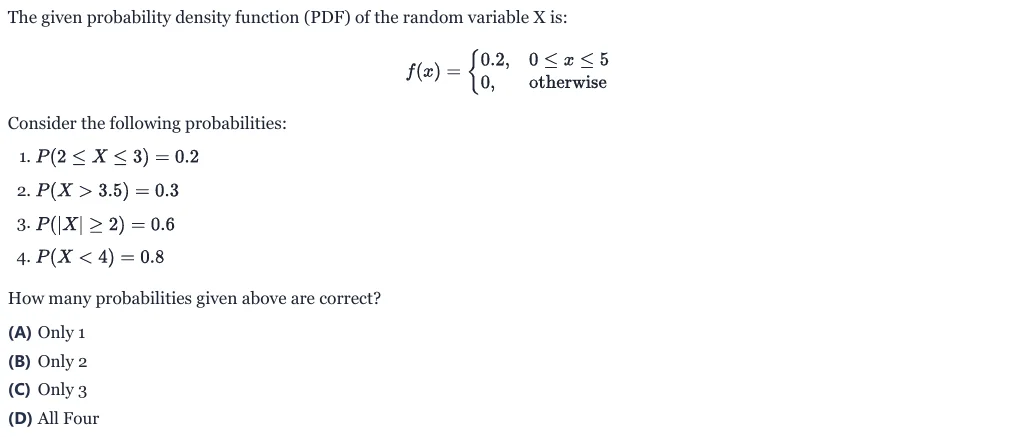 The given probability density function (PDF) of the random variable X is:
f(x) = {0.2, 0 ≤ x ≤ 5
0, otherwise
Consider the following probabilities:
1. P(2 ≤ X ≤ 3) = 0.2
2. P(X > 3.5) = 0.3
3. P(|X| ≥ 2) = 0.6
4. P(X < 4) = 0.8
How many probabilities given above are correct?
(A) Only 1
(B) Only 2
(C) Only 3
(D) All Four